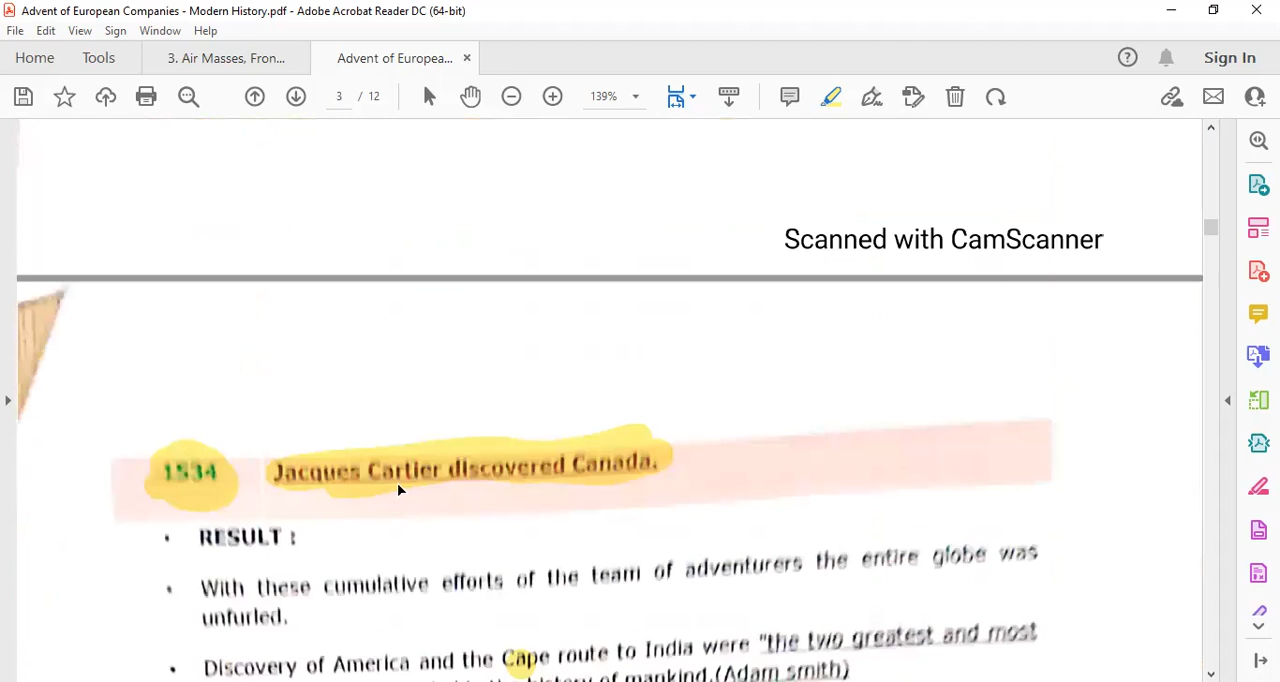 Advent of European Companies - Modern History.pdf - Adobe Acrobat Reader DC (64-bit)
File Edit View Sign Window Help
Home Tools 3. Air Masses, Fron... Advent of Europea... × Sign In
3 / 12 139%
Scanned with CamScanner
1534 Jacques Cartier discovered Canada.
• RESULT :
• With these cumulative efforts of the team of adventurers the entire globe was
unfurled.
• Discovery of America and the Cape route to India were "the two greatest and most
history of mankind.(Adam smith)